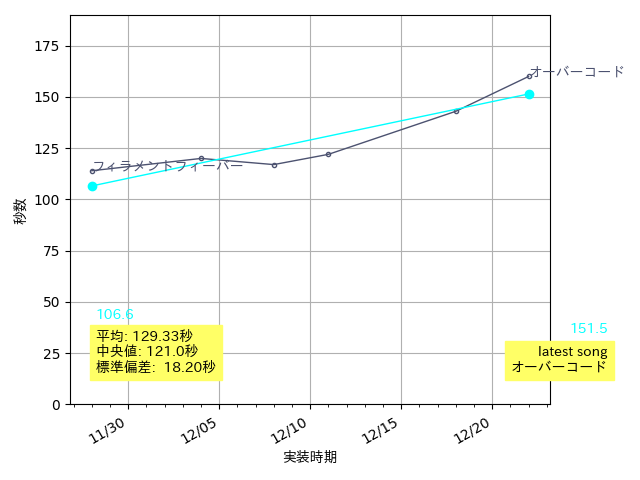 175
150
125
100
75
50
25
0
秒数
オーバーコード
フィラメントフィーバー
106.6
平均: 129.33秒
中央値: 121.0秒
標準偏差: 18.20秒
151.5
latest song
オーバーコード
11/30
12/05
12/10
12/15
12/20
実装時期